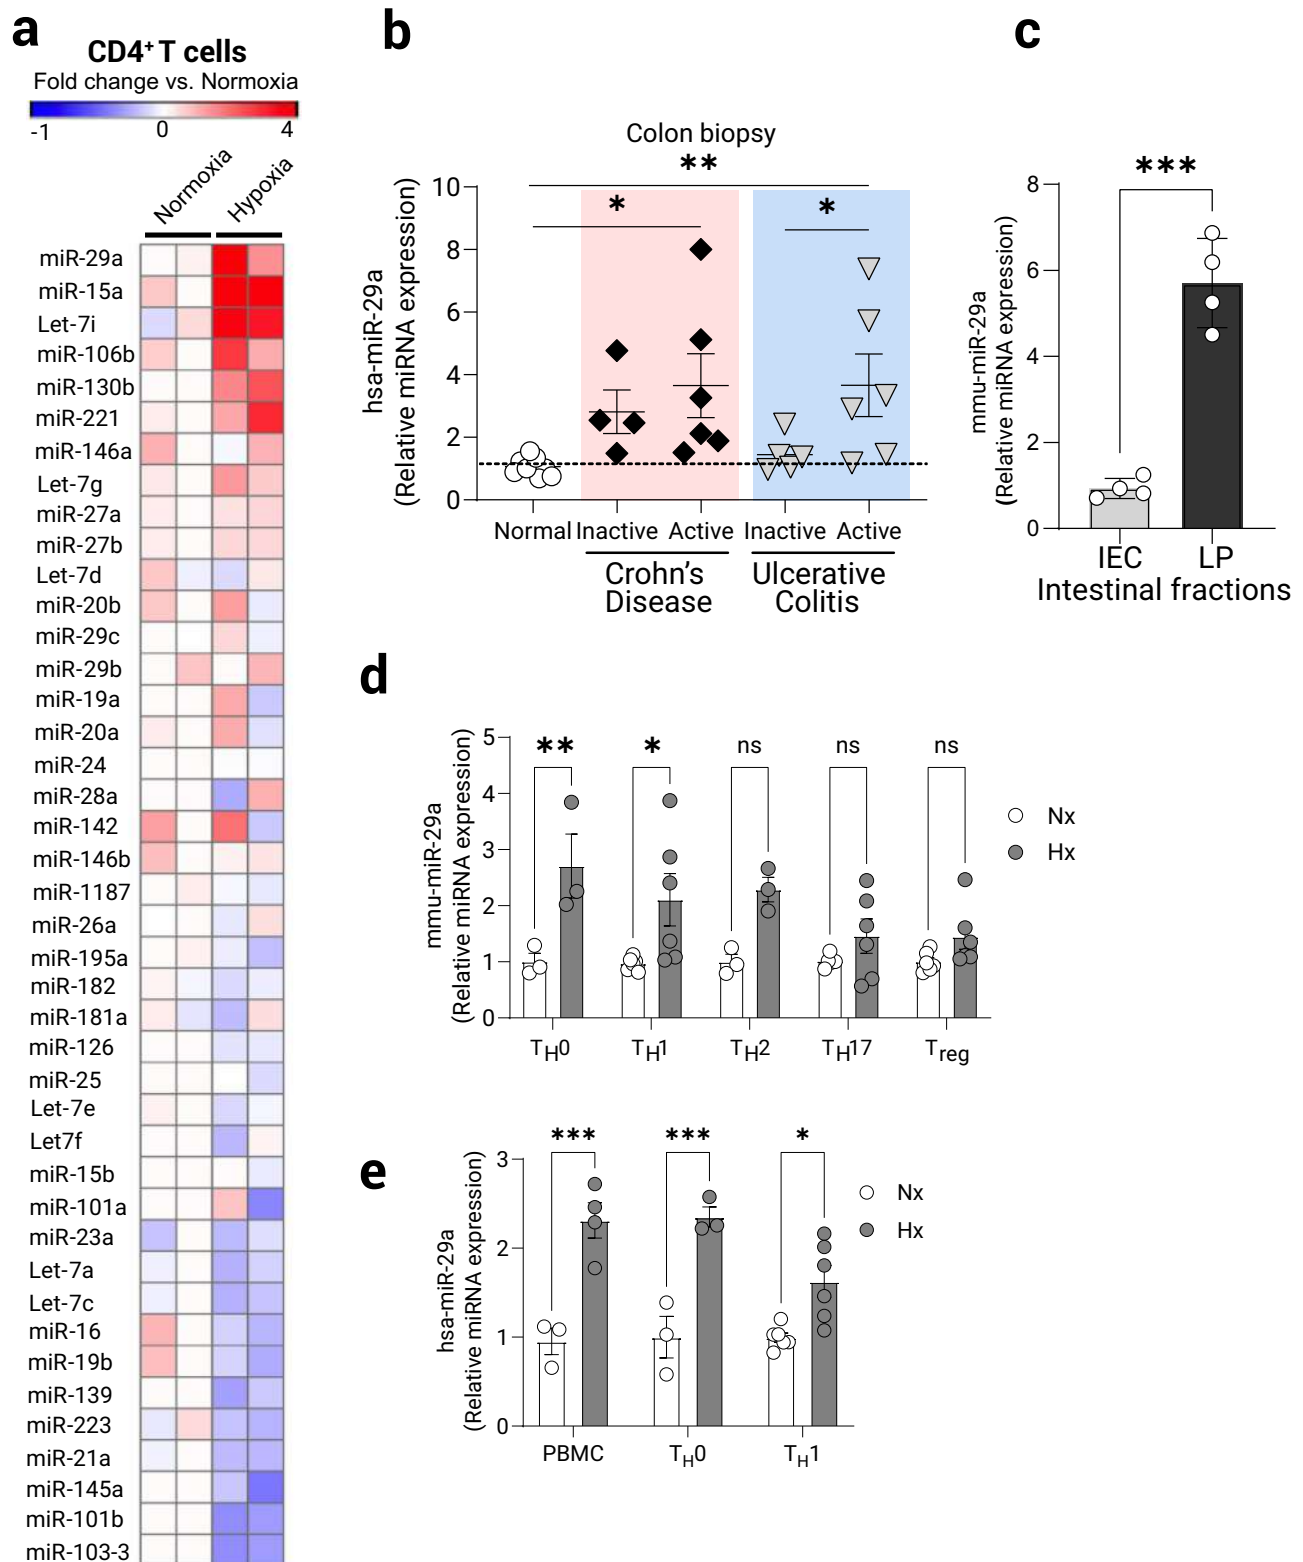 a
CD4+ T cells
Fold change vs. Normoxia
-1 0 4
Normoxia Hypoxia
miR-29a
miR-15a
Let-7i
miR-106b
miR-130b
miR-221
miR-146a
Let-7g
miR-27a
miR-27b
Let-7d
miR-20b
miR-29c
miR-29b
miR-19a
miR-20a
miR-24
miR-28a
miR-142
miR-146b
miR-1187
miR-26a
miR-195a
miR-182
miR-181a
miR-126
miR-25
Let-7e
Let7f
miR-15b
miR-101a
miR-23a
Let-7a
Let-7c
miR-16
miR-19b
miR-139
miR-223
miR-21a
miR-145a
miR-101b
miR-103-3
b
Colon biopsy
**
*
*
hsa-miR-29a
(Relative miRNA expression)
10
8
6
4
2
0
Normal Inactive Active Inactive Active
Crohn's
Disease
Ulcerative
Colitis
c
***
mmu-miR-29a
(Relative miRNA expression)
8
6
4
2
0
IEC LP
Intestinal fractions
d
mmu-miR-29a
(Relative miRNA expression)
5
4
3
2
1
0
** * ns ns ns
Nx
Hx
TH0 TH1 TH2 TH17 Treg
e
hsa-miR-29a
(Relative miRNA expression)
3
2
1
0
*** *** *
Nx
Hx
PBMC TH0 TH1